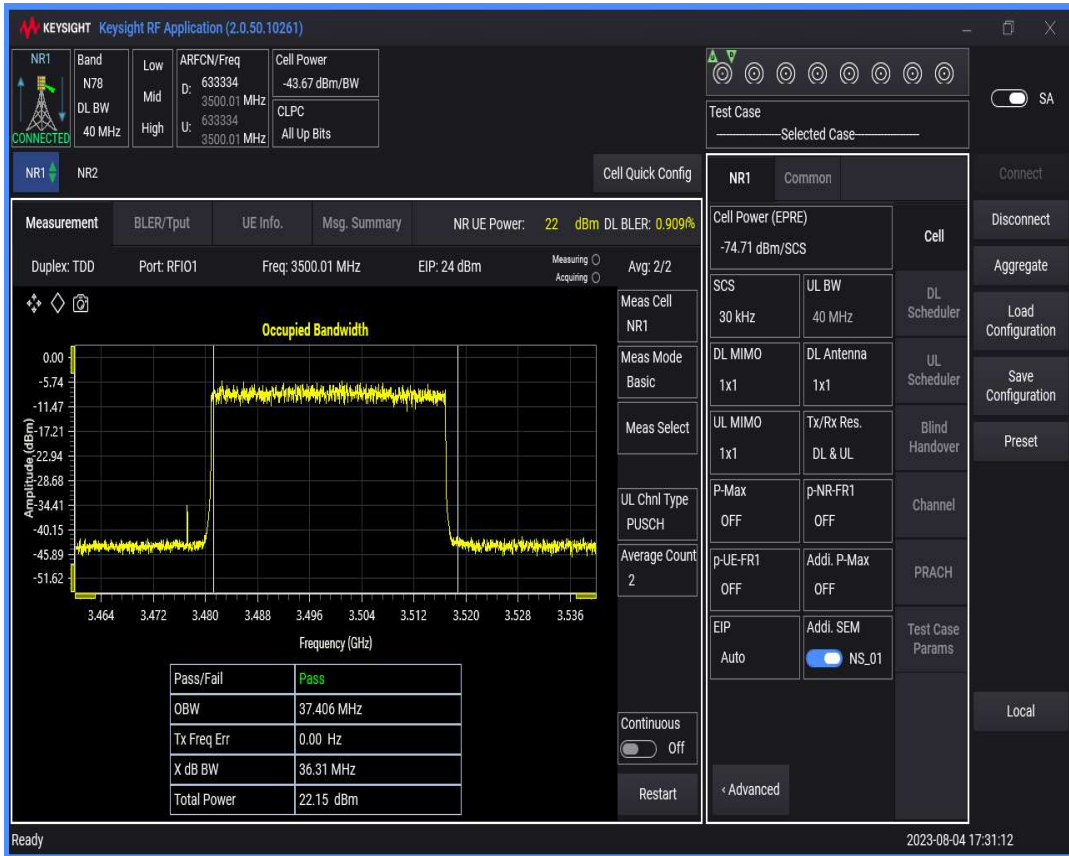 KEYSIGHT Keysight RF Application (2.0.50.10261)
NR1
CONNECTED
Band
N78
DL BW
40 MHz
Low
Mid
High
ARFCN/Freq
D: 633334
3500.01 MHz
U: 633334
3500.01 MHz
Cell Power
-43.67 dBm/BW
CLPC
All Up Bits
Test Case
Selected Case
SA
NR1 NR2
Cell Quick Config
NR1 Common
Connect
Disconnect
Aggregate
Load
Configuration
Save
Configuration
Preset
Local
Measurement BLER/Tput UE Info. Msg. Summary NR UE Power: 22 dBm DL BLER: 0.909%
Duplex: TDD Port: RFIO1 Freq: 3500.01 MHz EIP: 24 dBm Measuring Avg: 2/2
Acquiring
Occupied Bandwidth
Amplitude (dBm)
0.00
-5.74
-11.47
-17.21
-22.94
-28.68
-34.41
-40.15
-45.89
-51.62
3.464 3.472 3.480 3.488 3.496 3.504 3.512 3.520 3.528 3.536
Frequency (GHz)
Pass/Fail Pass
OBW 37.406 MHz
Tx Freq Err 0.00 Hz
X dB BW 36.31 MHz
Total Power 22.15 dBm
Meas Cell
NR1
Meas Mode
Basic
Meas Select
UL Chnl Type
PUSCH
Average Count
2
Continuous
Off
Restart
Cell Power (EPRE)
-74.71 dBm/SCS
SCS
30 kHz
UL BW
40 MHz
DL MIMO
1x1
DL Antenna
1x1
UL MIMO
1x1
Tx/Rx Res.
DL & UL
P-Max
OFF
p-NR-FR1
OFF
p-UE-FR1
OFF
Addi. P-Max
OFF
EIP
Auto
Addi. SEM
NS_01
‹ Advanced
Cell
DL
Scheduler
UL
Scheduler
Blind
Handover
Channel
PRACH
Test Case
Params
Ready
2023-08-04 17:31:12